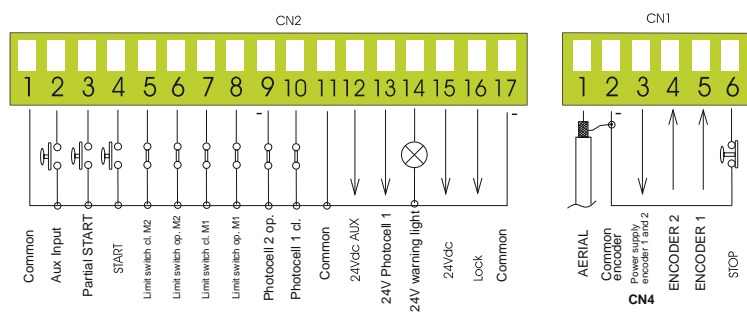 CN2
CN1
1 2 3 4 5 6 7 8 9 10 11 12 13 14 15 16 17
1 2 3 4 5 6
- - -
Common
Aux Input
Partial START
START
Limit switch cl. M2
Limit switch op. M2
Limit switch cl. M1
Limit switch op. M1
Photocell 2 op.
Photocell 1 cl.
Common
24Vdc AUX
24V Photocell 1
24V warning light
24Vdc
Lock
Common
AERIAL
Common
encoder
Power supply
encoder 1 and 2
ENCODER 2
ENCODER 1
STOP
CN4